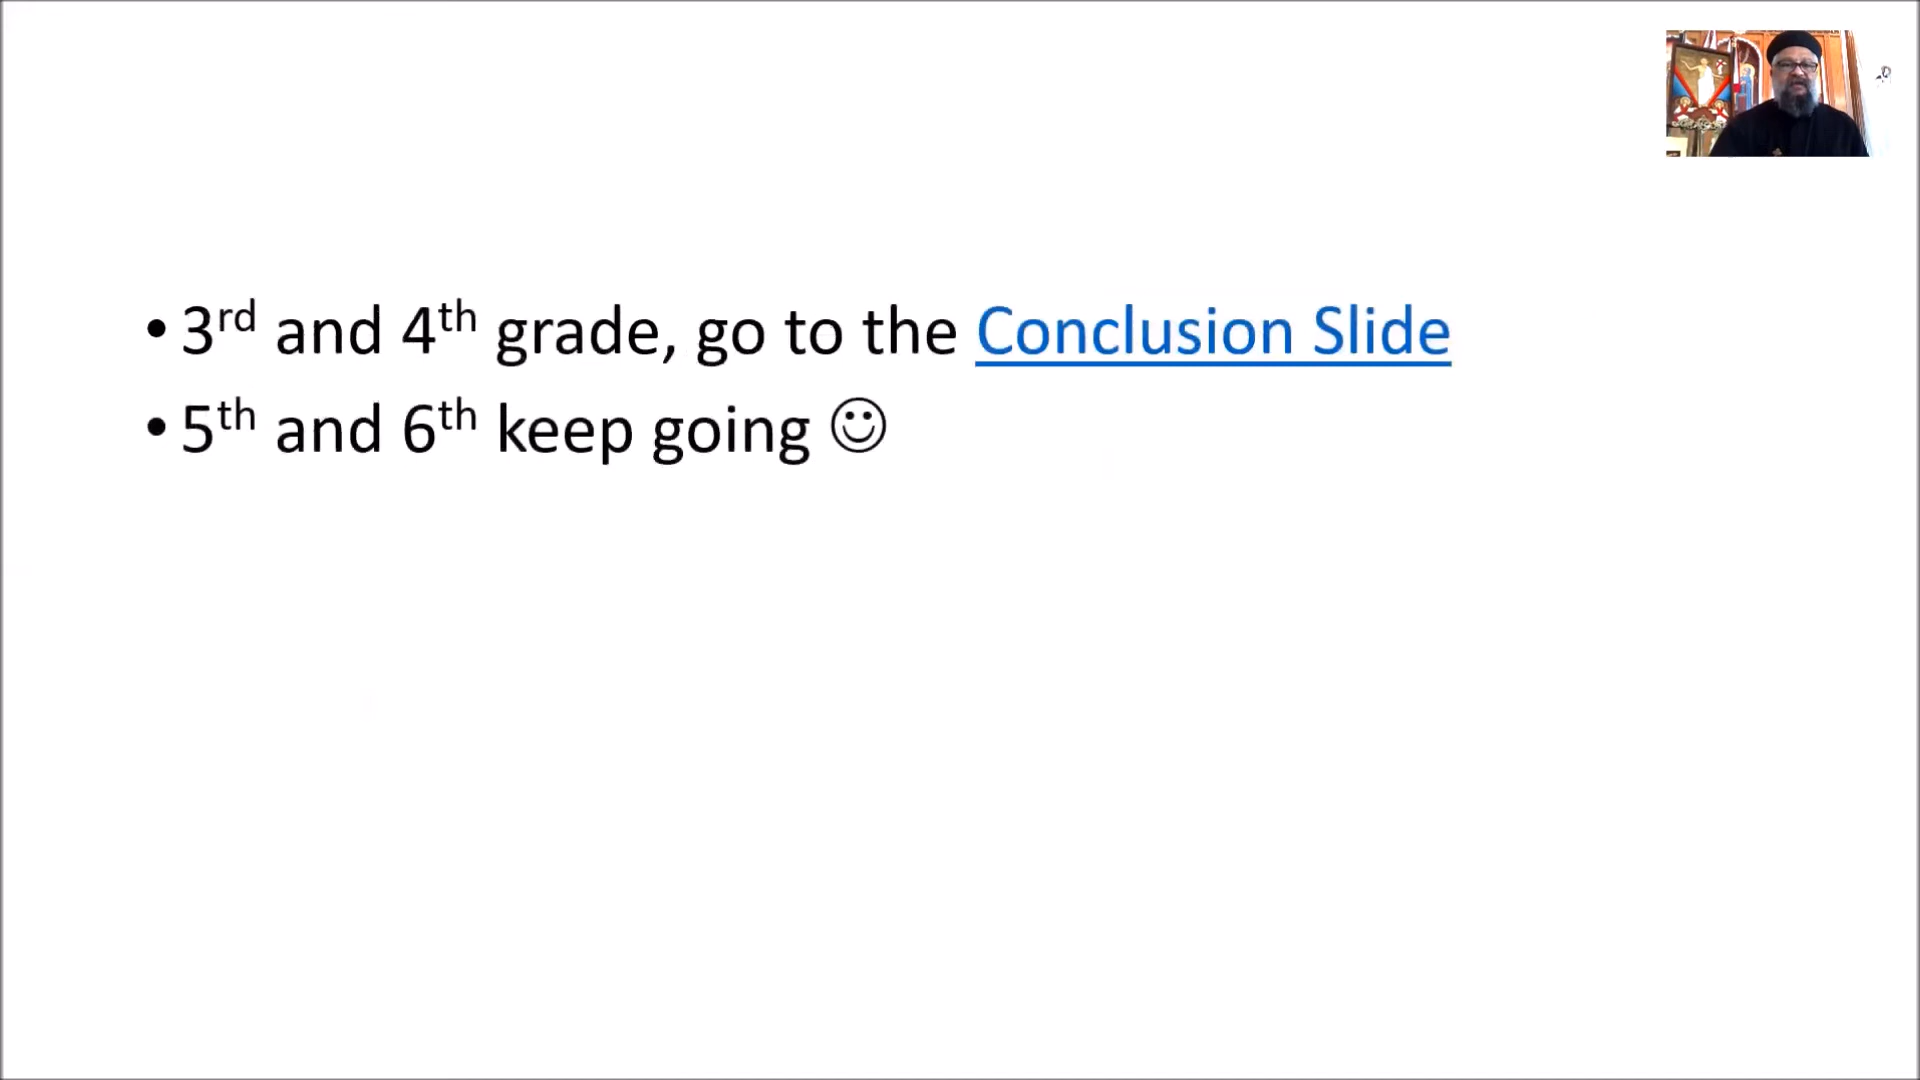 • 3rd and 4th grade, go to the Conclusion Slide
• 5th and 6th keep going ☺